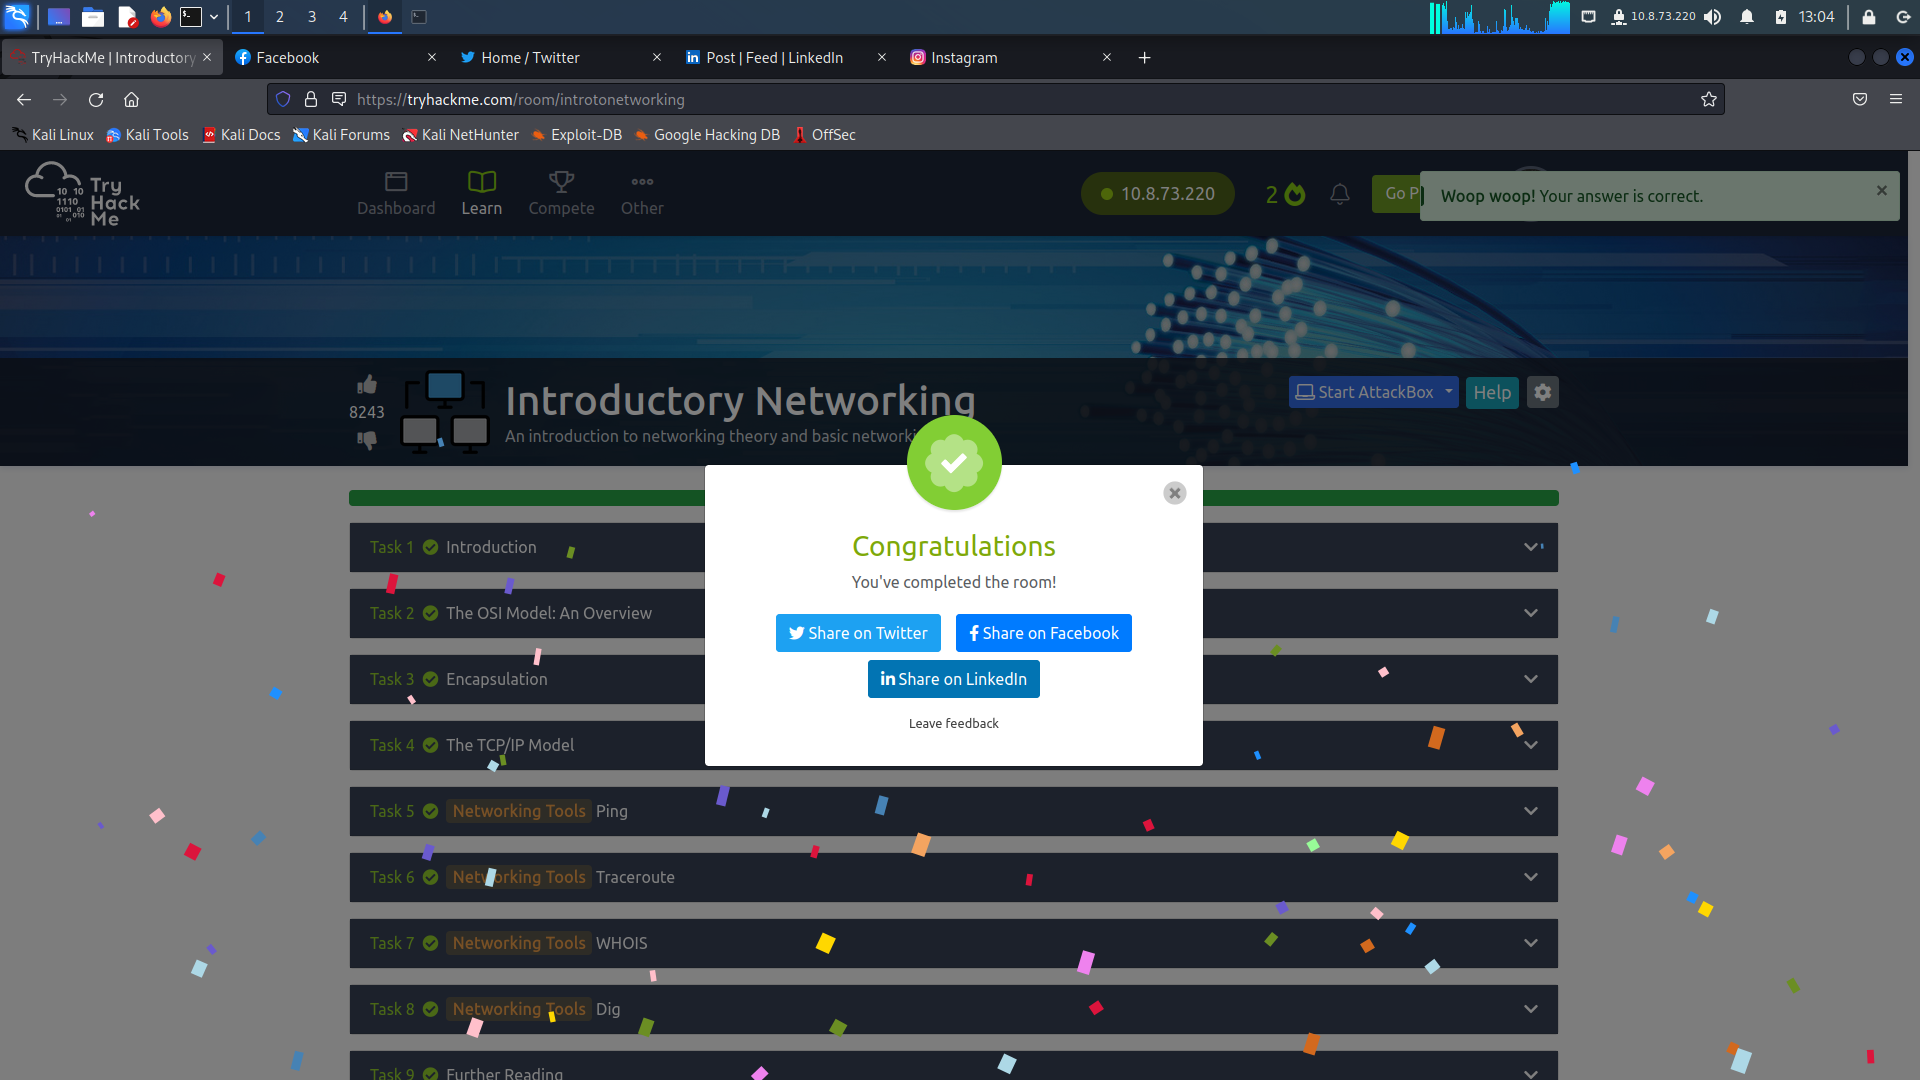 1 2 3 4 10.8.73.220 13:04
TryHackMe | Introductory Facebook Home / Twitter Post | Feed | LinkedIn Instagram
https://tryhackme.com/room/introtonetworking
Kali Linux Kali Tools Kali Docs Kali Forums Kali NetHunter Exploit-DB Google Hacking DB OffSec
Try Hack Me
Dashboard Learn Compete Other
10.8.73.220 2 Go P
Woop woop! Your answer is correct.
8243
Introductory Networking
An introduction to networking theory and basic networki
Start AttackBox Help
Congratulations
You've completed the room!
Share on Twitter Share on Facebook
Share on LinkedIn
Leave feedback
Task 1 Introduction
Task 2 The OSI Model: An Overview
Task 3 Encapsulation
Task 4 The TCP/IP Model
Task 5 Networking Tools Ping
Task 6 Networking Tools Traceroute
Task 7 Networking Tools WHOIS
Task 8 Networking Tools Dig
Task 9 Further Reading